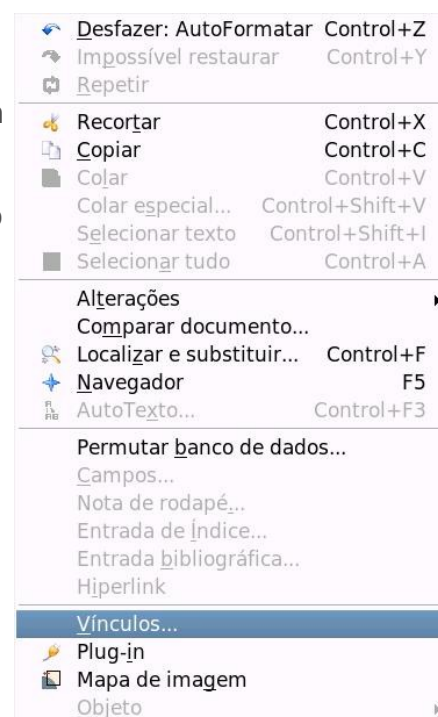 Desfazer: AutoFormatar Control+Z
Impossível restaurar Control+Y
Repetir
Recortar Control+X
Copiar Control+C
Colar Control+V
Colar especial... Control+Shift+V
Selecionar texto Control+Shift+I
Selecionar tudo Control+A
Alterações
Comparar documento...
Localizar e substituir... Control+F
Navegador F5
AutoTexto... Control+F3
Permutar banco de dados...
Campos...
Nota de rodapé...
Entrada de Índice...
Entrada bibliográfica...
Hiperlink
Vínculos...
Plug-in
Mapa de imagem
Objeto